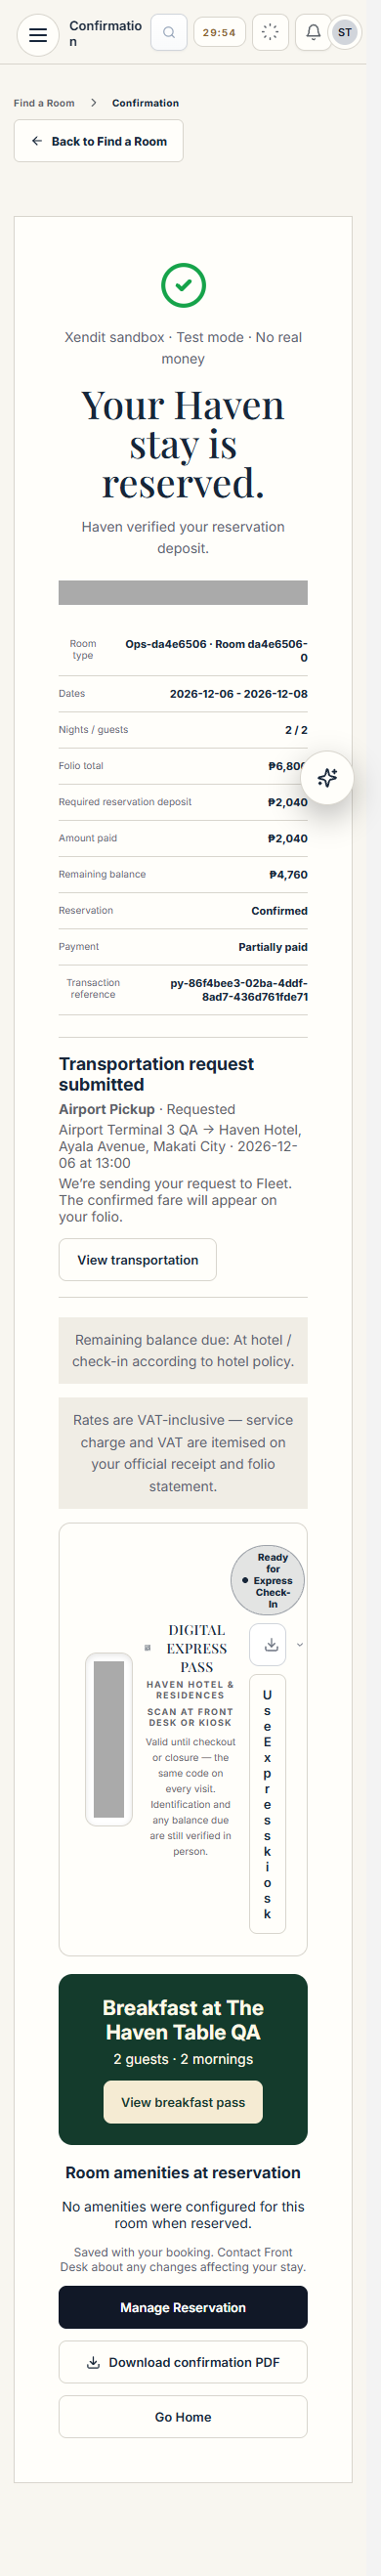 Confirmatio
n
29:54
ST
Find a Room > Confirmation
← Back to Find a Room
Xendit sandbox · Test mode · No real
money
Your Haven
stay is
reserved.
Haven verified your reservation
deposit.
Room
type
Ops-da4e6506 · Room da4e6506-
0
Dates 2026-12-06 - 2026-12-08
Nights / guests 2 / 2
Folio total ₱6,800
Required reservation deposit ₱2,040
Amount paid ₱2,040
Remaining balance ₱4,760
Reservation Confirmed
Payment Partially paid
Transaction
reference
py-86f4bee3-02ba-4ddf-
8ad7-436d761fde71
Transportation request
submitted
Airport Pickup · Requested
Airport Terminal 3 QA → Haven Hotel,
Ayala Avenue, Makati City · 2026-12-
06 at 13:00
We’re sending your request to Fleet.
The confirmed fare will appear on
your folio.
View transportation
Remaining balance due: At hotel /
check-in according to hotel policy.
Rates are VAT-inclusive — service
charge and VAT are itemised on
your official receipt and folio
statement.
Ready
for
Express
Check-
In
DIGITAL
EXPRESS
PASS
HAVEN HOTEL &
RESIDENCES
SCAN AT FRONT
DESK OR KIOSK
Valid until checkout
or closure — the
same code on
every visit.
Identification and
any balance due
are still verified in
person.
U
s
e
E
x
p
r
e
s
s
k
i
o
s
k
Breakfast at The
Haven Table QA
2 guests · 2 mornings
View breakfast pass
Room amenities at reservation
No amenities were configured for this
room when reserved.
Saved with your booking. Contact Front
Desk about any changes affecting your stay.
Manage Reservation
Download confirmation PDF
Go Home